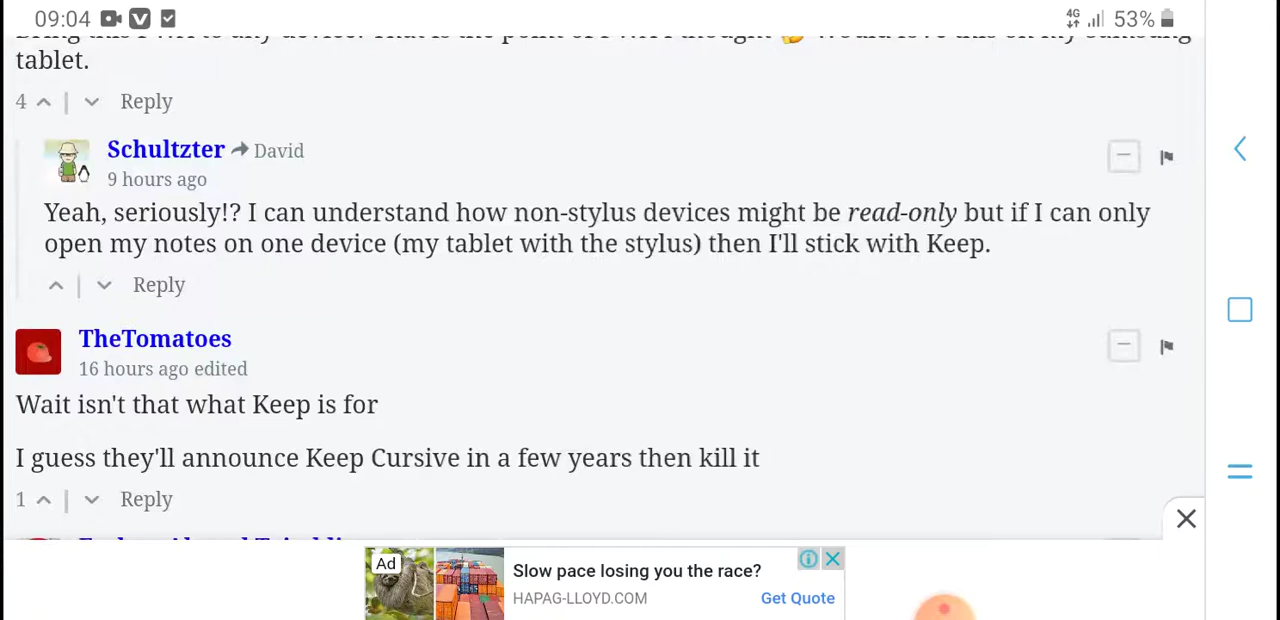 09:04
4G 53%
tablet.
4 | Reply
Schultzter David
9 hours ago
Yeah, seriously!? I can understand how non-stylus devices might be read-only but if I can only
open my notes on one device (my tablet with the stylus) then I'll stick with Keep.
| Reply
TheTomatoes
16 hours ago edited
Wait isn't that what Keep is for
I guess they'll announce Keep Cursive in a few years then kill it
1 | Reply
Ad
Slow pace losing you the race?
HAPAG-LLOYD.COM
Get Quote